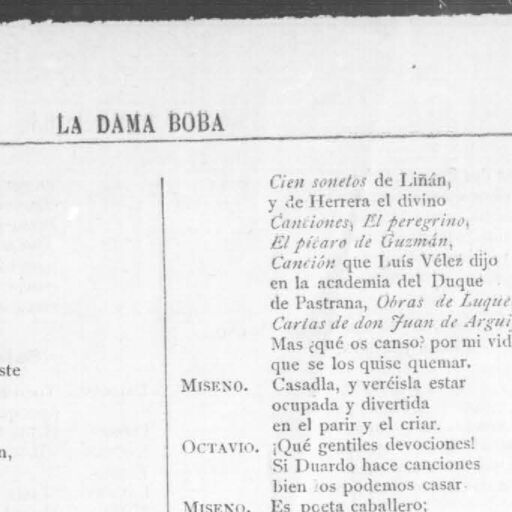 LA DAMA BOBA
Cien sonetos de Liñán,
y de Herrera el divino
Canciones, El peregrino,
El pícaro de Guzmán,
Canción que Luís Vélez dijo
en la academia del Duque
de Pastrana, Obras de Luque
Cartas de don Juan de Argui
Mas ¿qué os canso? por mi vid
ste
que se los quise quemar.
MISENO. Casadla, y veréisla estar
ocupada y divertida
en el parir y el criar.
n,
OCTAVIO. ¡Qué gentiles devociones!
Si Duardo hace canciones
bien los podemos casar.
MISENO. Es poeta caballero;